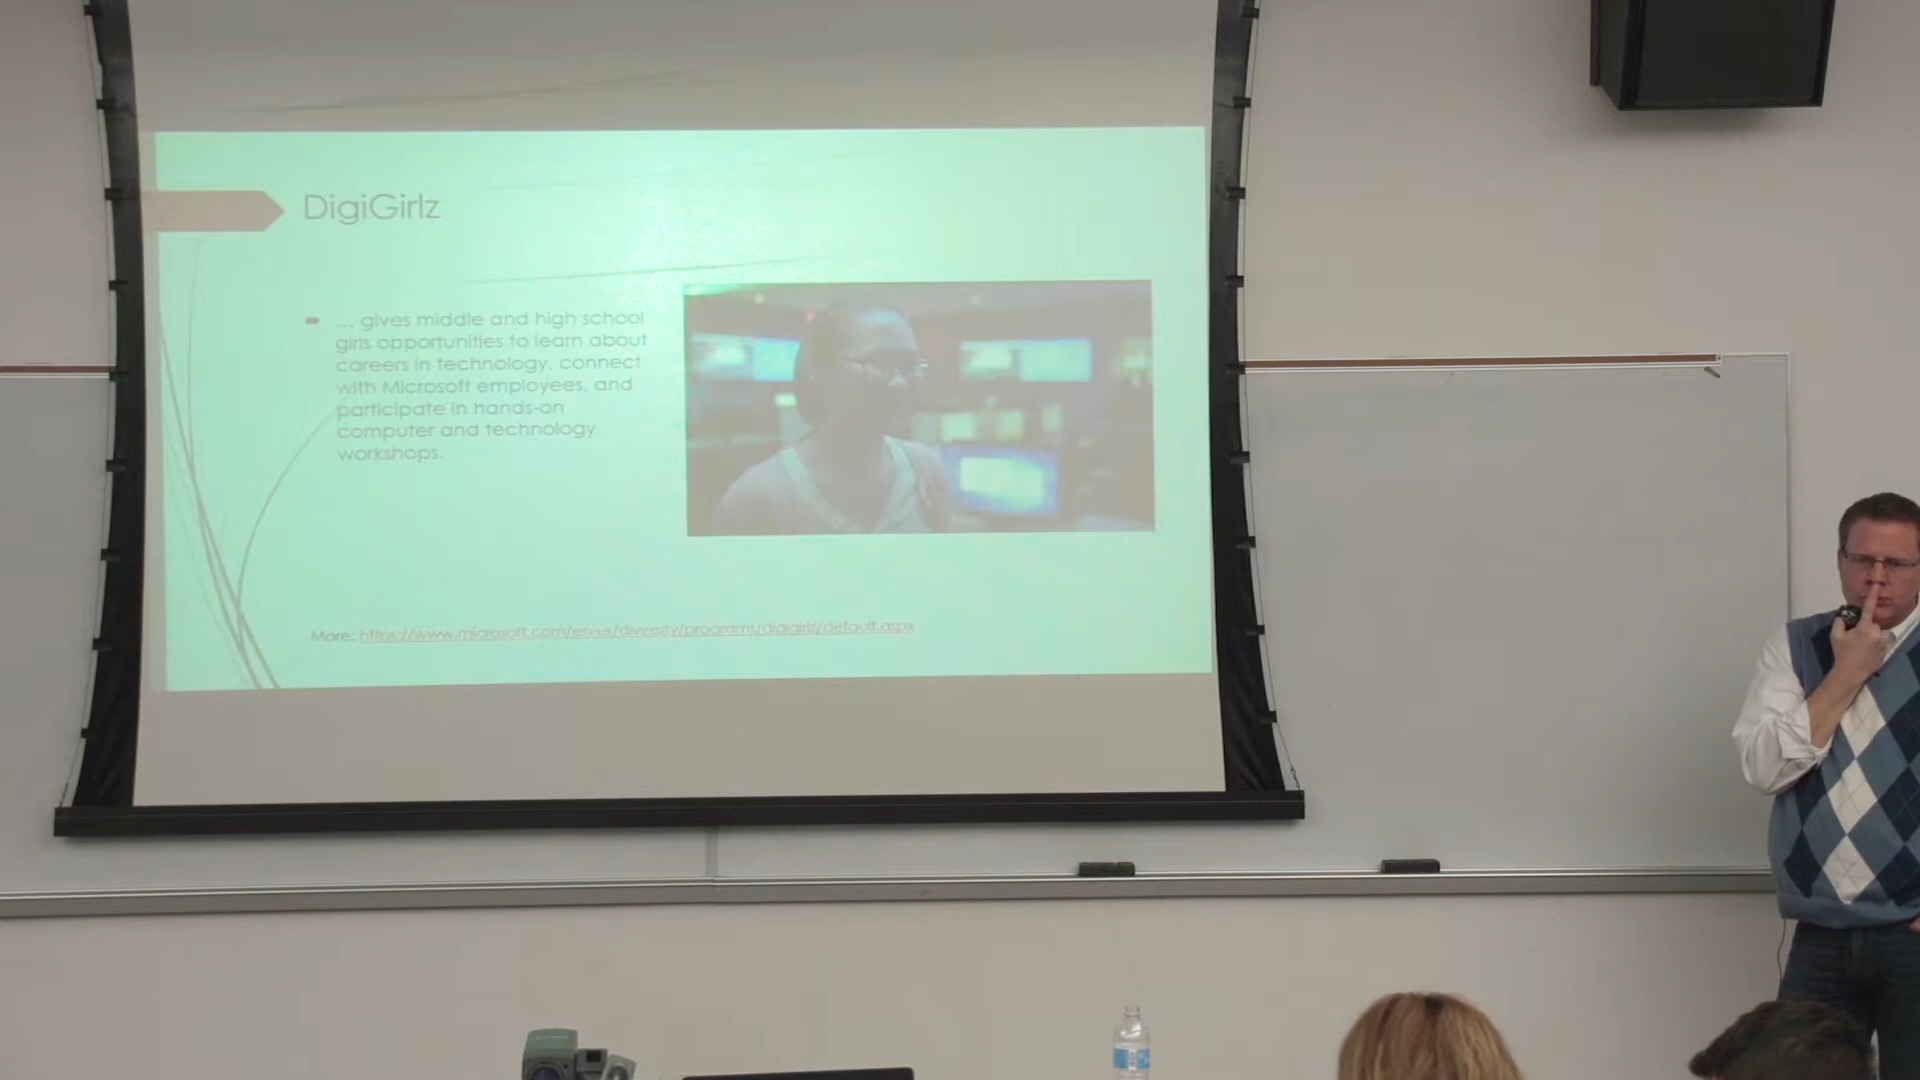 DigiGirlz
... gives middle and high school
girls opportunities to learn about
careers in technology, connect
with Microsoft employees, and
participate in hands-on
computer and technology
workshops.
More: https://www.microsoft.com/en-us/diversity/programs/digigirlz/default.aspx